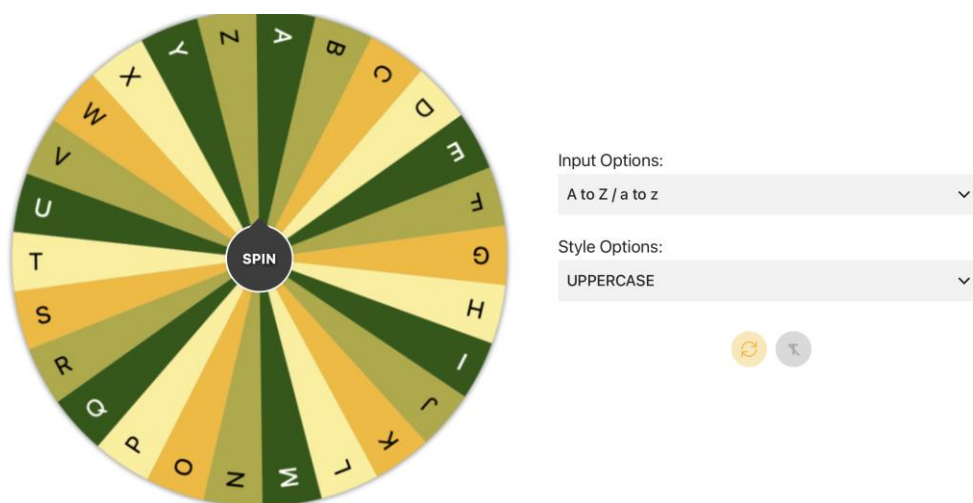 A
B
C
D
E
F
G
H
I
J
K
L
M
N
O
P
Q
R
S
T
U
V
W
X
Y
Z
SPIN
Input Options:
A to Z / a to z
Style Options:
UPPERCASE